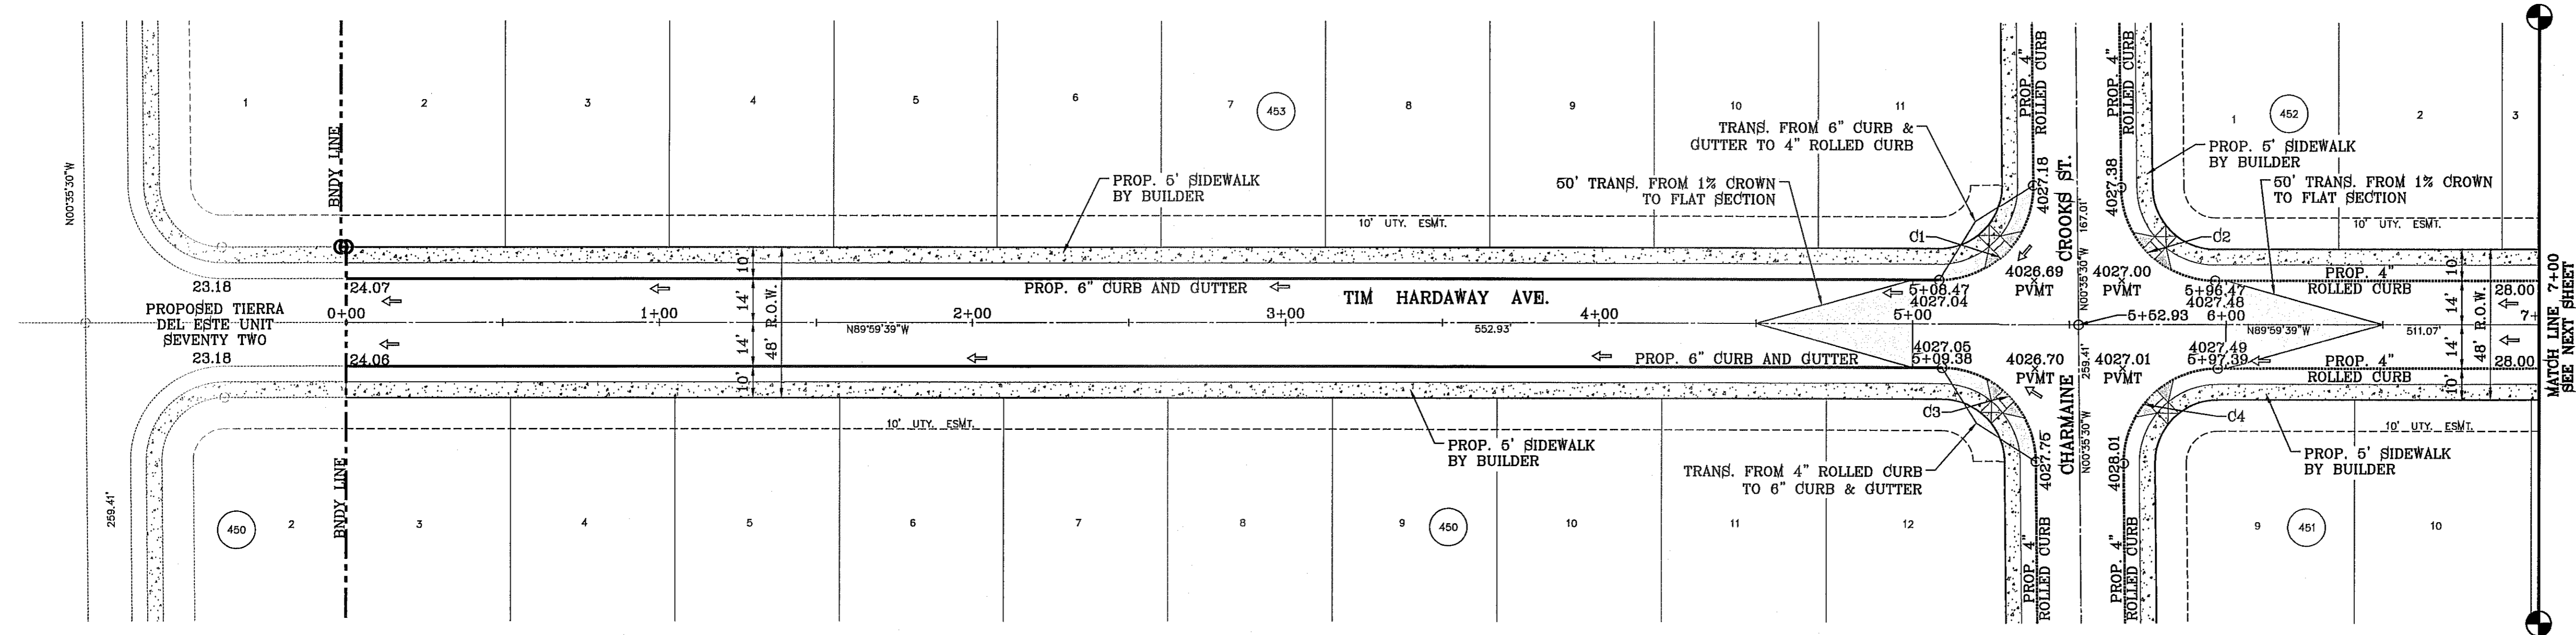 N00°35'30"W
259.41'
BNDY LINE
BNDY LINE
1
2
3
4
5
6
7
453
8
9
10
11
1
452
2
3
PROP. 5' SIDEWALK
BY BUILDER
TRANS. FROM 6" CURB &
GUTTER TO 4" ROLLED CURB
50' TRANS. FROM 1% CROWN
TO FLAT SECTION
PROP. 4"
ROLLED CURB
PROP. 4"
ROLLED CURB
4027.18
4027.38
CROOKS ST.
N00°35'30"W 167.01'
PROP. 5' SIDEWALK
BY BUILDER
50' TRANS. FROM 1% CROWN
TO FLAT SECTION
10' UTY. ESMT.
10' UTY. ESMT.
C1
C2
23.18
24.07
PROPOSED TIERRA
DEL ESTE UNIT
SEVENTY TWO
23.18
24.06
0+00
1+00
2+00
3+00
4+00
5+00
6+00
7+
10'
14'
14'
10'
48' R.O.W.
PROP. 6" CURB AND GUTTER
TIM HARDAWAY AVE.
N89°59'39"W
552.93'
5+08.47
4027.04
4026.69
PVMT
4027.00
PVMT
5+96.47
4027.48
PROP. 4"
ROLLED CURB
28.00
5+52.93
N89°59'39"W
511.07'
10'
14'
14'
10'
48' R.O.W.
MATCH LINE 7+00
SEE NEXT SHEET
PROP. 6" CURB AND GUTTER
4027.05
5+09.38
4026.70
PVMT
4027.01
PVMT
4027.49
5+97.39
PROP. 4"
ROLLED CURB
28.00
C3
C4
10' UTY. ESMT.
10' UTY. ESMT.
PROP. 5' SIDEWALK
BY BUILDER
TRANS. FROM 4" ROLLED CURB
TO 6" CURB & GUTTER
4027.75
4028.01
CHARMAINE
N00°35'30"W 259.41'
PROP. 4"
ROLLED CURB
PROP. 4"
ROLLED CURB
PROP. 5' SIDEWALK
BY BUILDER
450
2
3
4
5
6
7
8
9
450
10
11
12
9
451
10